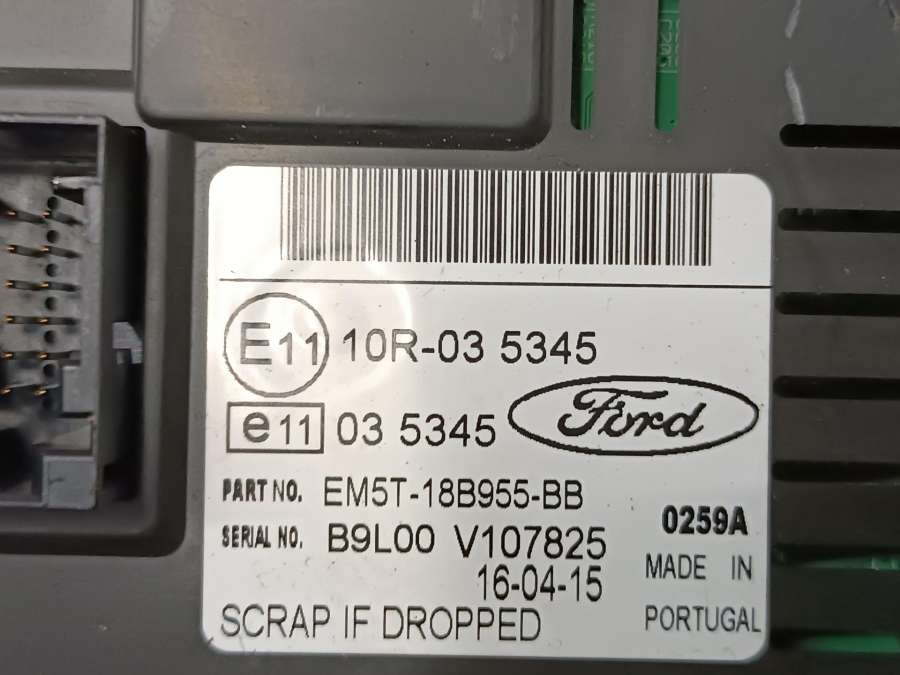 E11 10R-03 5345
e11 03 5345
Ford
PART NO. EM5T-18B955-BB
0259A
SERIAL NO. B9L00 V107825
16-04-15
MADE IN
PORTUGAL
SCRAP IF DROPPED